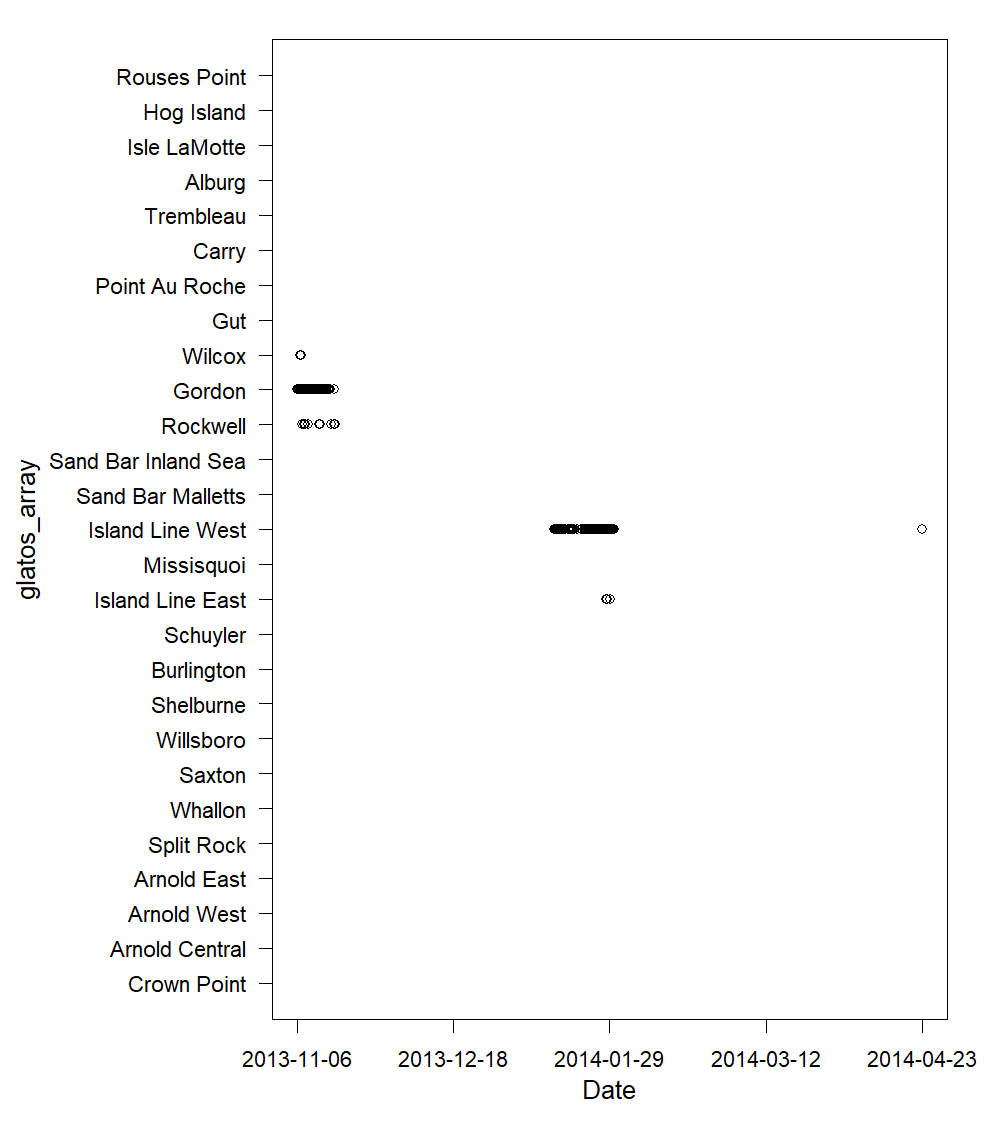 Rouses Point
Hog Island
Isle LaMotte
Alburg
Trembleau
Carry
Point Au Roche
Gut
Wilcox
Gordon
Rockwell
Sand Bar Inland Sea
Sand Bar Malletts
Island Line West
Missisquoi
Island Line East
Schuyler
Burlington
Shelburne
Willsboro
Saxton
Whallon
Split Rock
Arnold East
Arnold West
Arnold Central
Crown Point
glatos_array
2013-11-06 2013-12-18 2014-01-29 2014-03-12 2014-04-23
Date